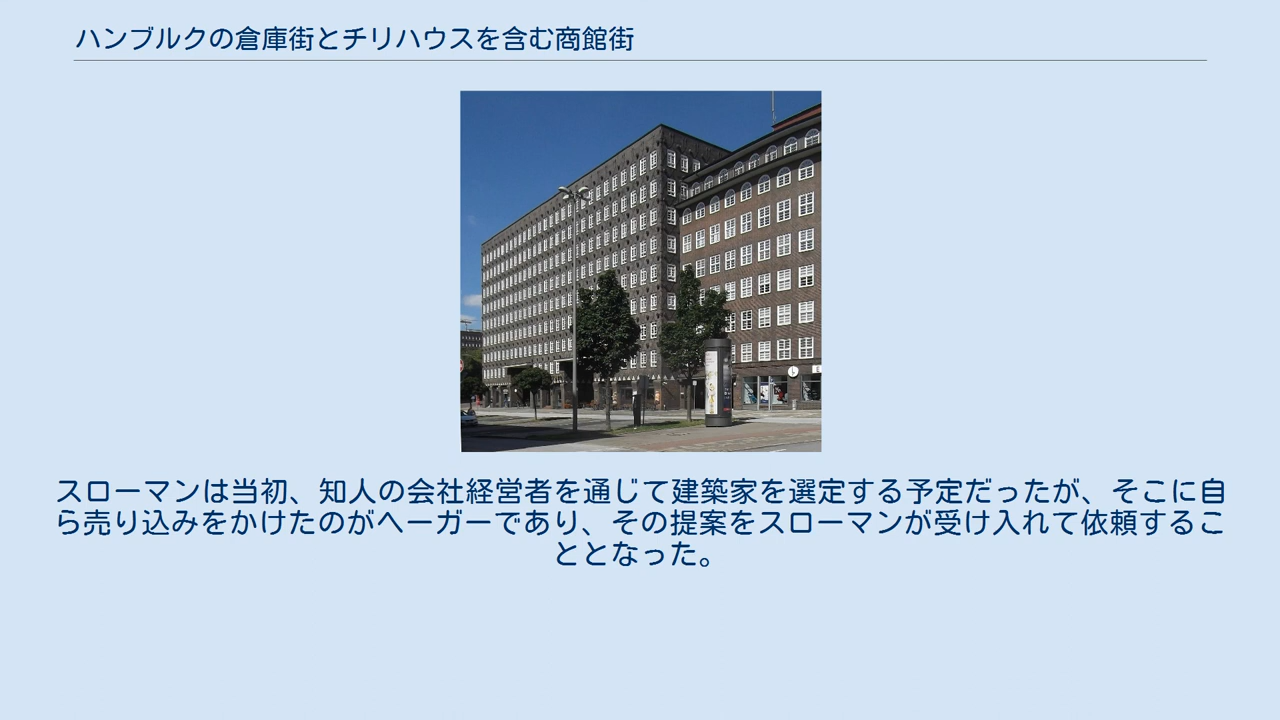 ハンブルクの倉庫街とチリハウスを含む商館街
スローマンは当初、知人の会社経営者を通じて建築家を選定する予定だったが、そこに自
ら売り込みをかけたのがヘーガーであり、その提案をスローマンが受け入れて依頼するこ
ととなった。